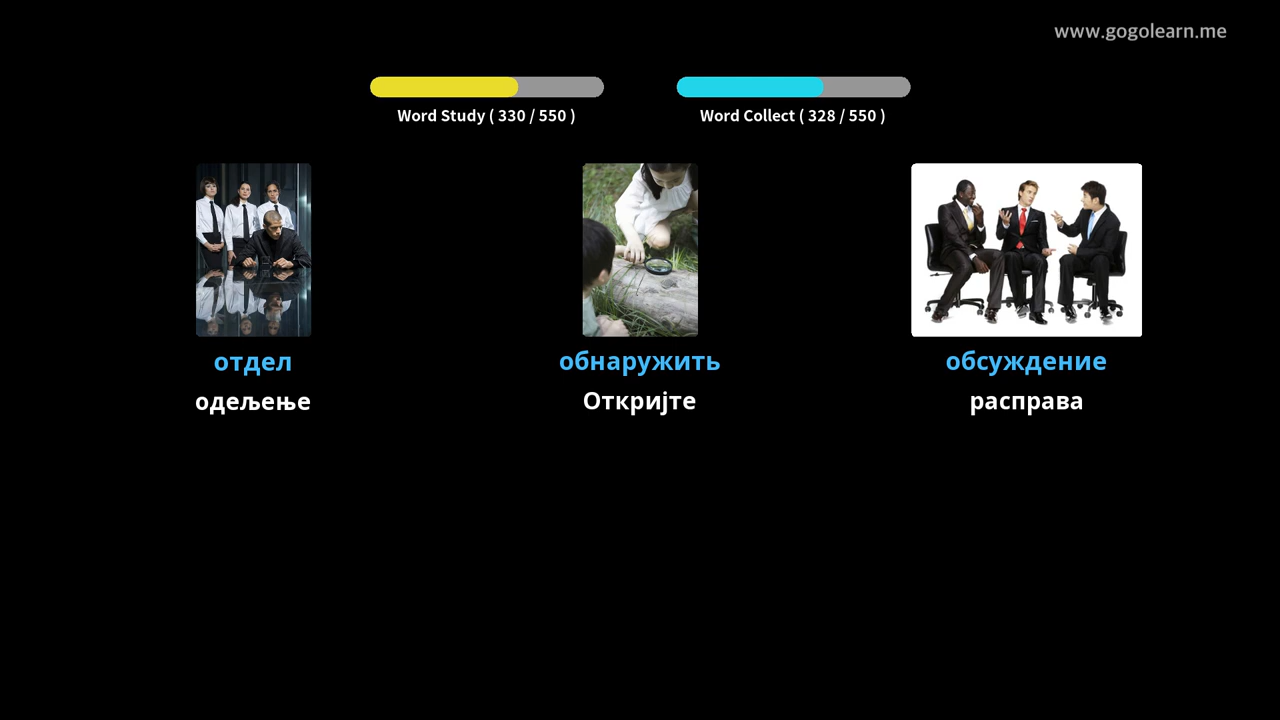 www.gogolearn.me
Word Study ( 330 / 550 )
Word Collect ( 328 / 550 )
отдел
обнаружить
обсуждение
одељење
Откријте
расправа